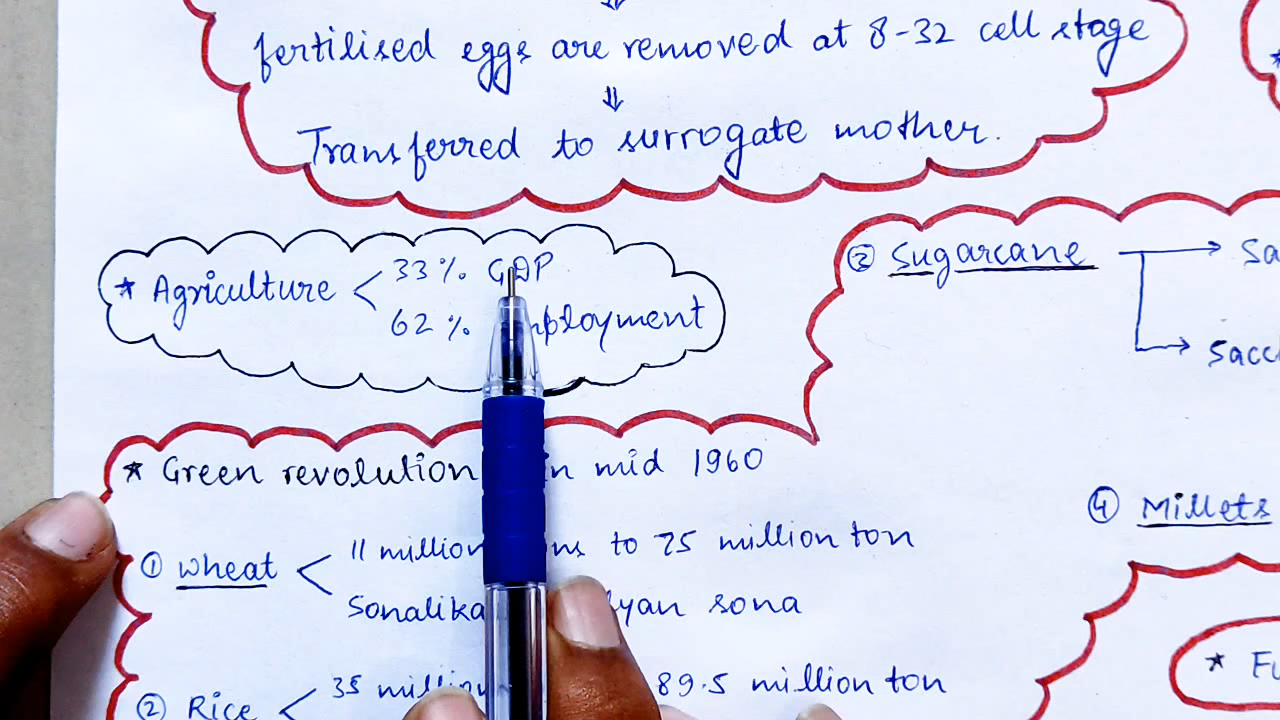 fertilised eggs are removed at 8-32 cell stage
⇓
Transferred to surrogate mother.
* Agriculture < 33% GDP
62%
* Green revolution in mid 1960
① Wheat < 11 million to 75 million ton
Sonalika sona
② Rice < 35 million 89.5 million ton
③ Sugarcane
④ Millets
*